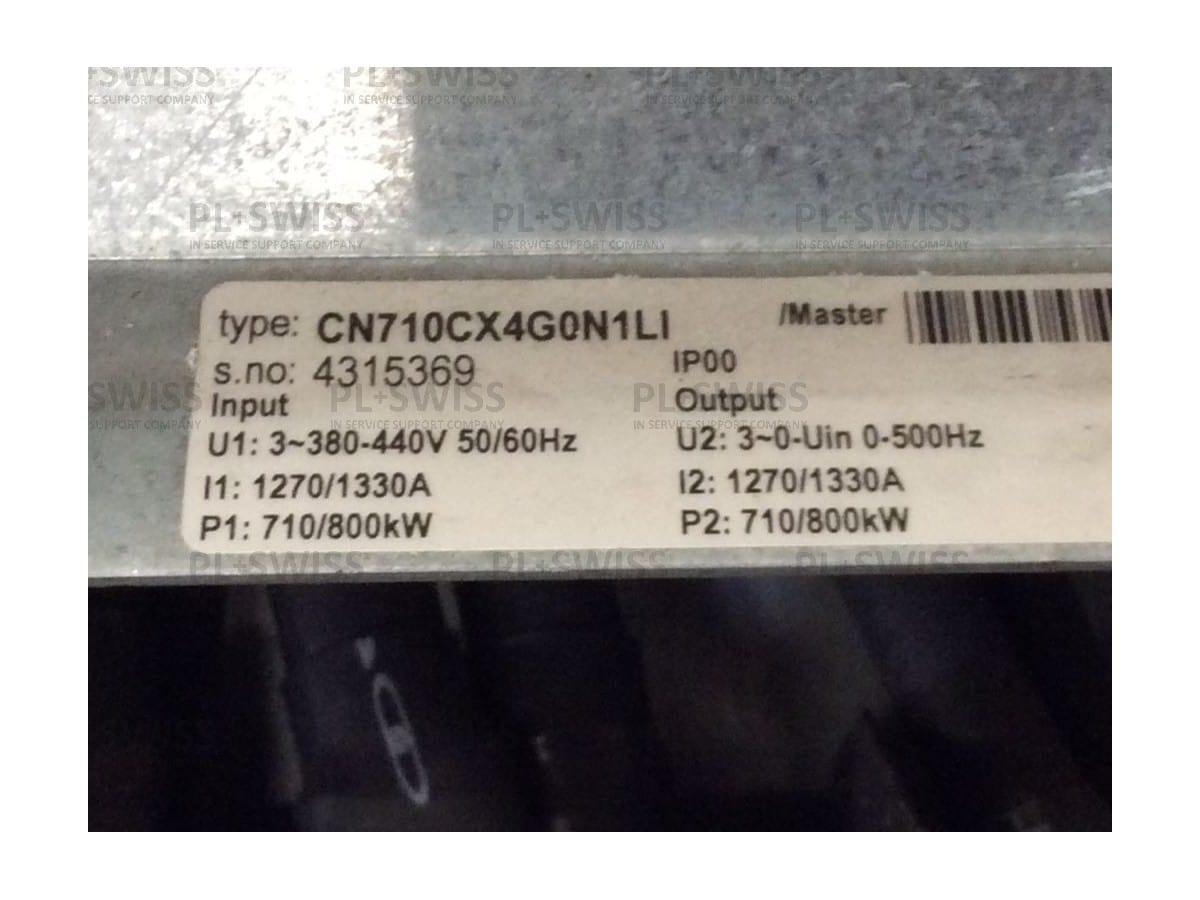 type: CN710CX4G0N1LI /Master
s.no: 4315369 IP00
Input Output
U1: 3~380-440V 50/60Hz U2: 3~0-Uin 0-500Hz
I1: 1270/1330A I2: 1270/1330A
P1: 710/800kW P2: 710/800kW
PL+SWISS
IN SERVICE SUPPORT COMPANY